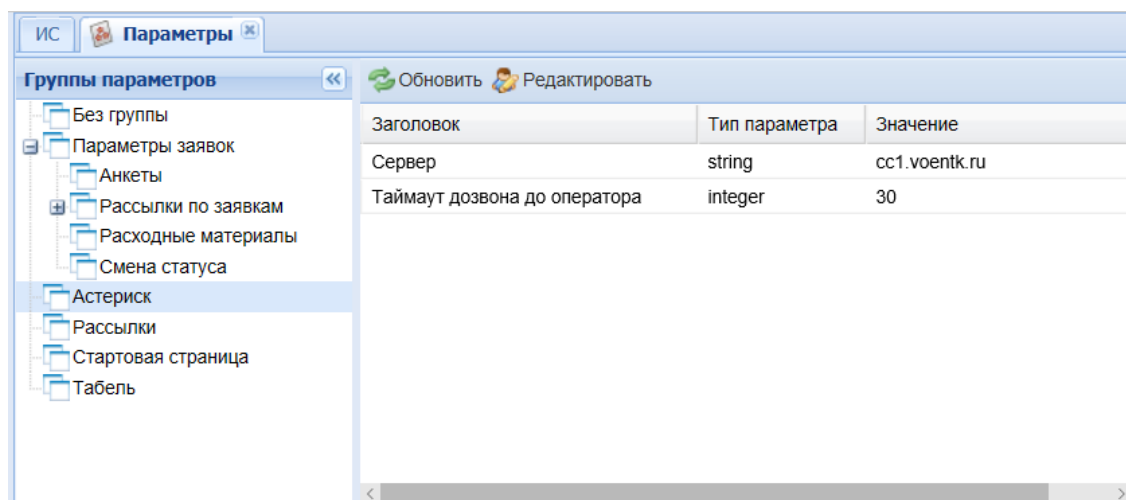 ИС Параметры
Группы параметров
Обновить Редактировать
Без группы
Параметры заявок
Анкеты
Рассылки по заявкам
Расходные материалы
Смена статуса
Астериск
Рассылки
Стартовая страница
Табель
Заголовок Тип параметра Значение
Сервер string cc1.voentk.ru
Таймаут дозвона до оператора integer 30